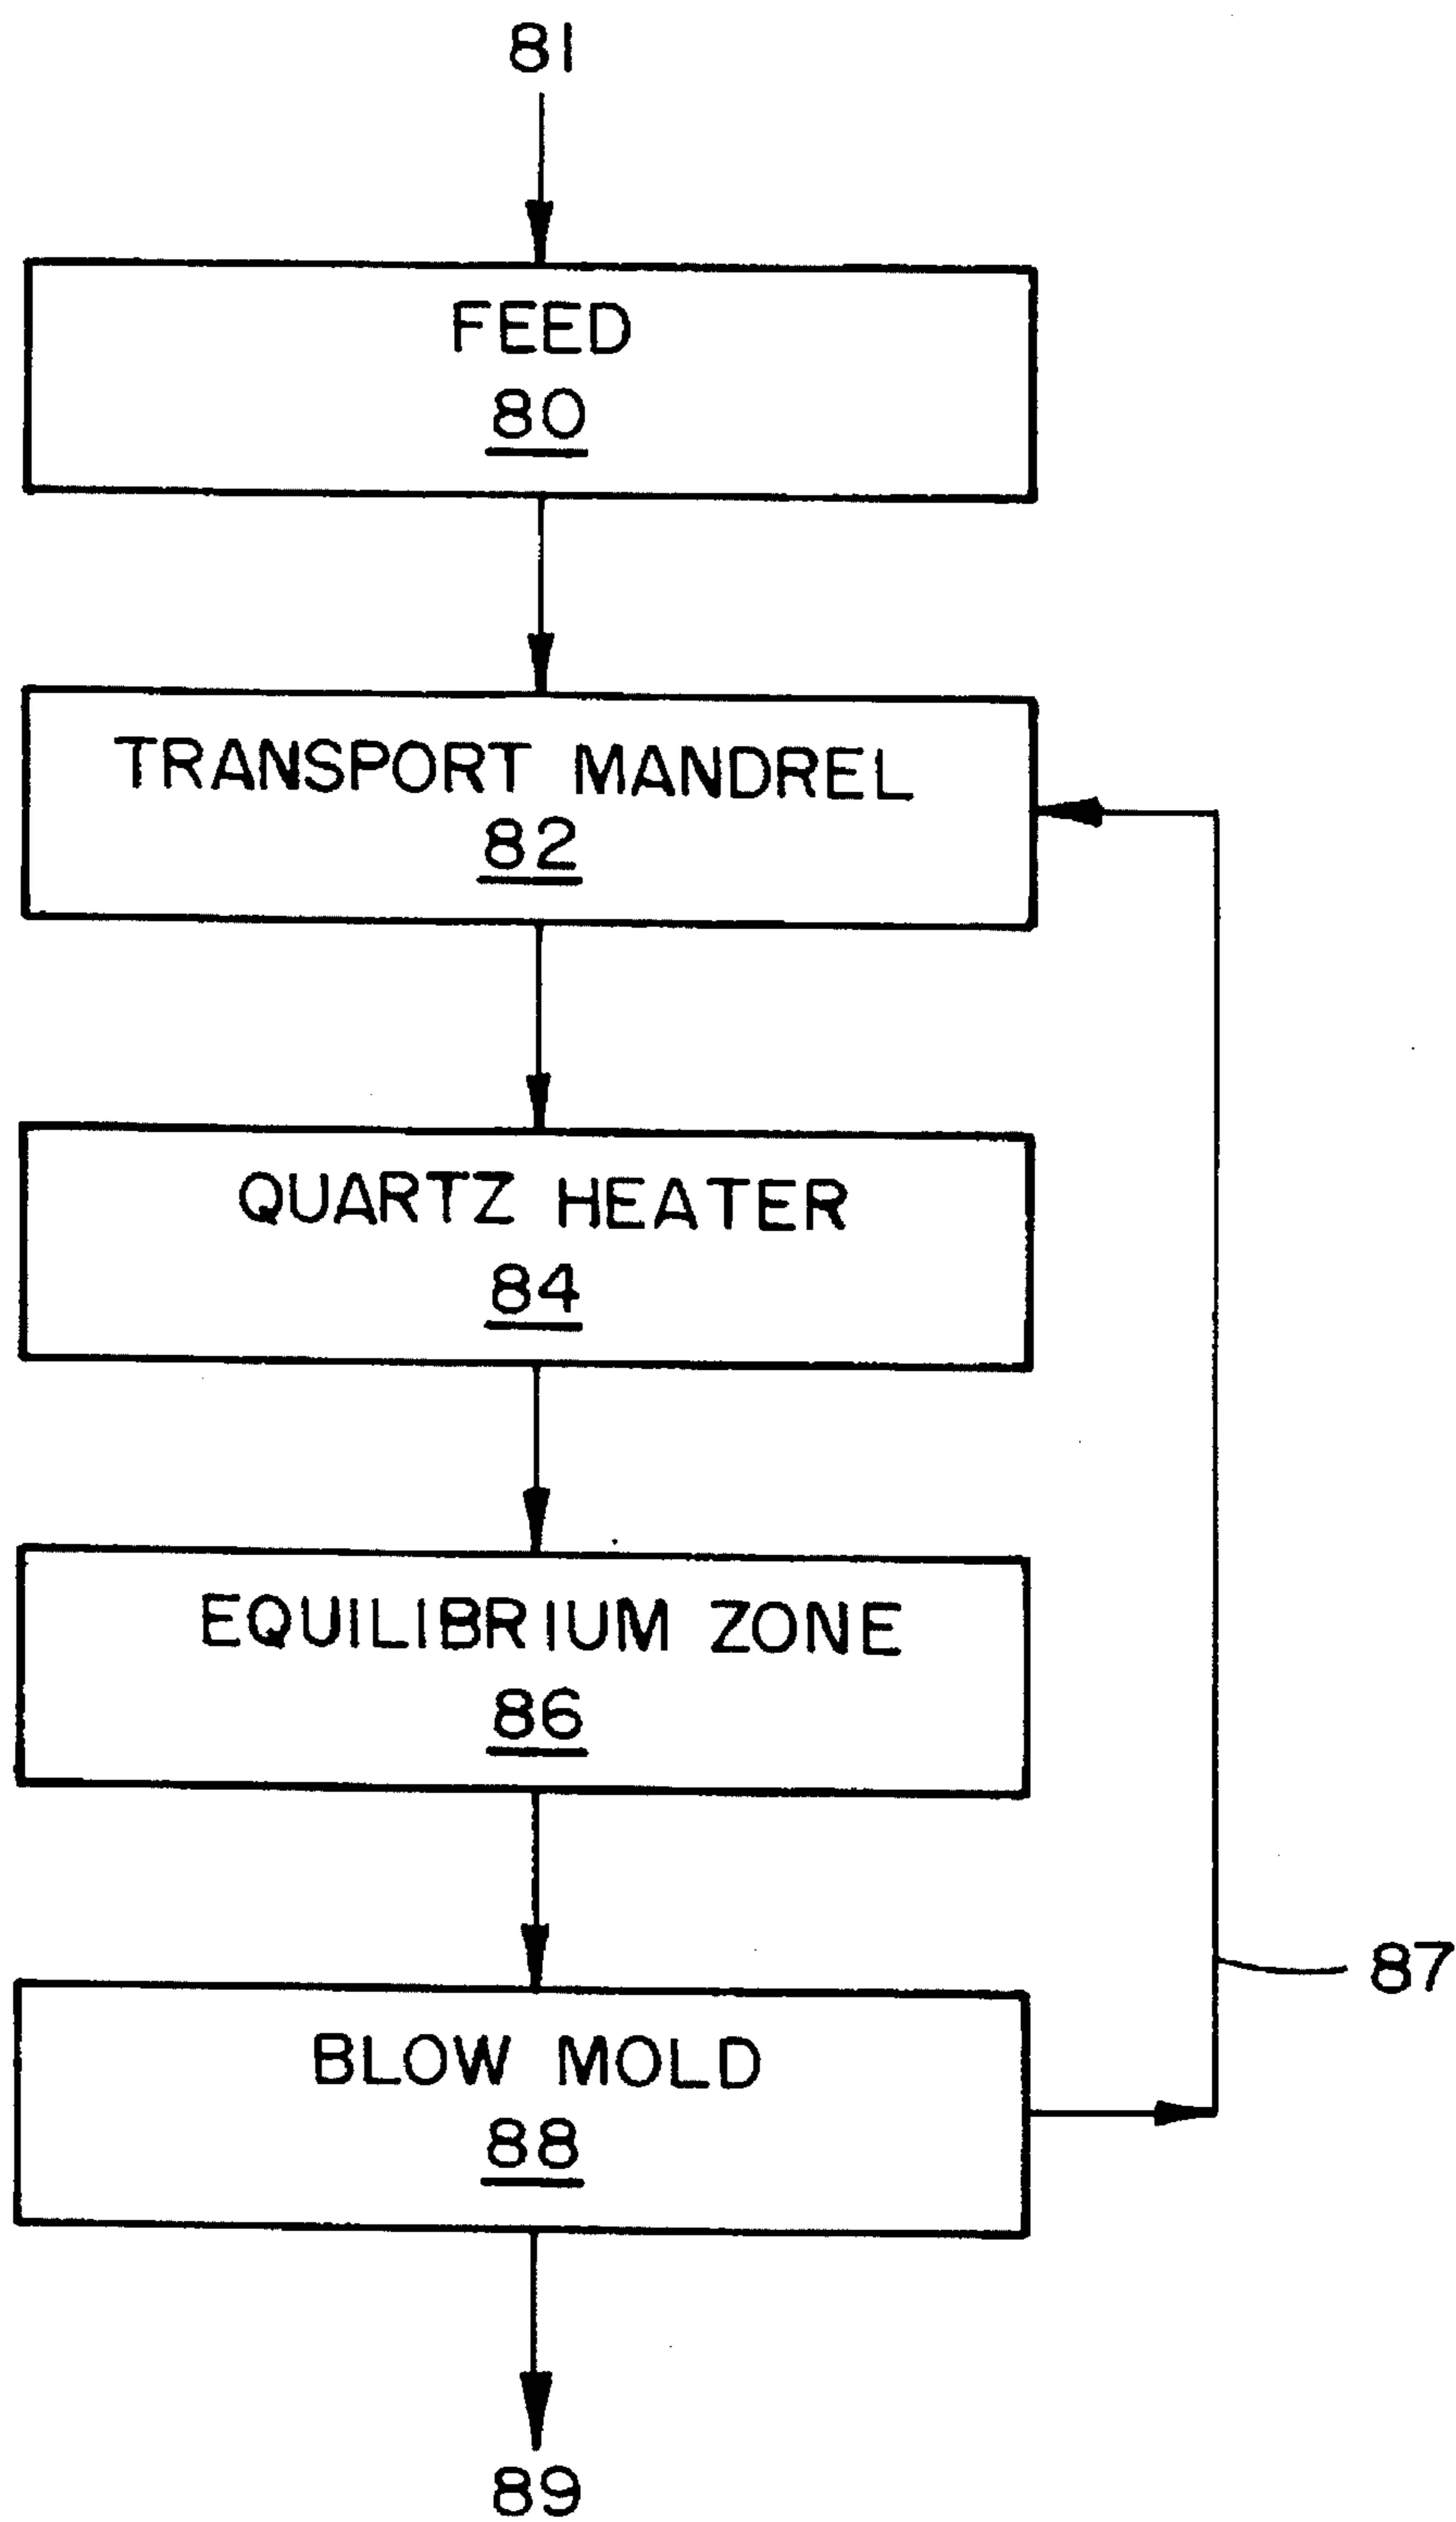 81
FEED
80
TRANSPORT MANDREL
82
QUARTZ HEATER
84
EQUILIBRIUM ZONE
86
87
BLOW MOLD
88
89